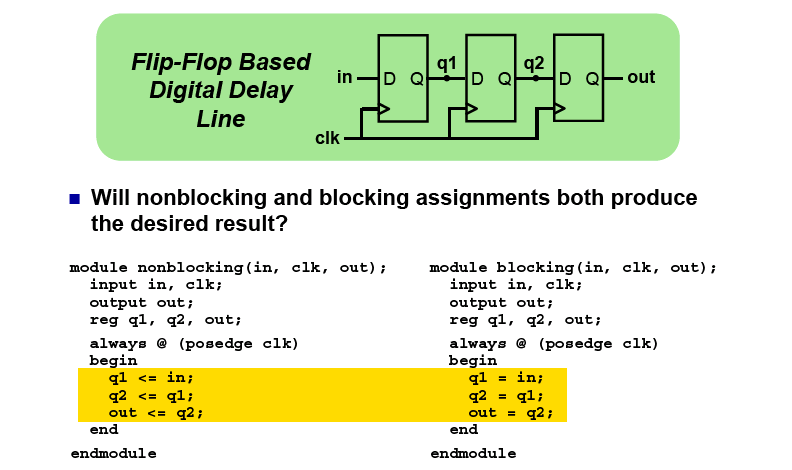 Flip-Flop Based
Digital Delay
Line
in
D Q
q1
D Q
q2
D Q
out
clk
Will nonblocking and blocking assignments both produce
the desired result?
module nonblocking(in, clk, out);
input in, clk;
output out;
reg q1, q2, out;
always @ (posedge clk)
begin
q1 <= in;
q2 <= q1;
out <= q2;
end
endmodule
module blocking(in, clk, out);
input in, clk;
output out;
reg q1, q2, out;
always @ (posedge clk)
begin
q1 = in;
q2 = q1;
out = q2;
end
endmodule